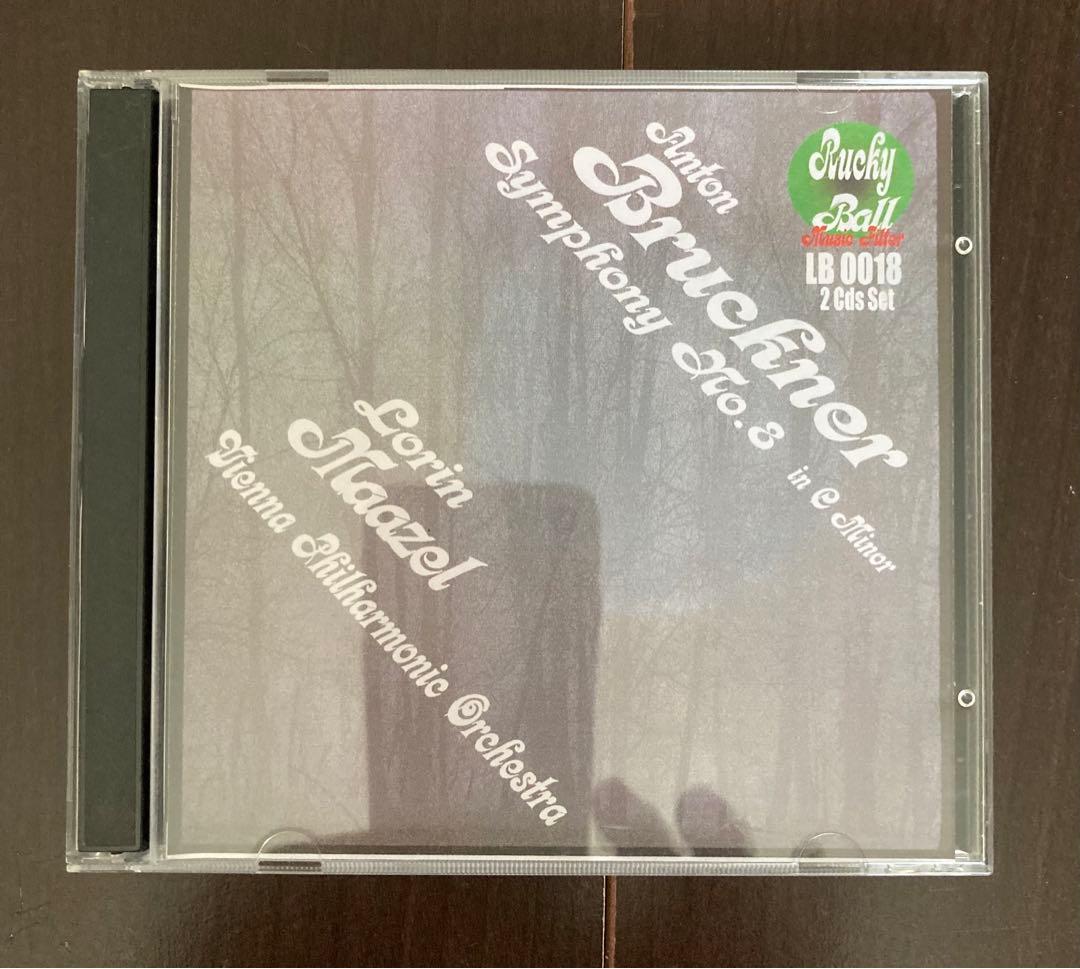 Anton
Bruckner
Symphony No.8 in C Minor
Lorin
Maazel
Vienna Philharmonic Orchestra
Rucky
Ball
Music Filter
LB 0018
2 Cds Set